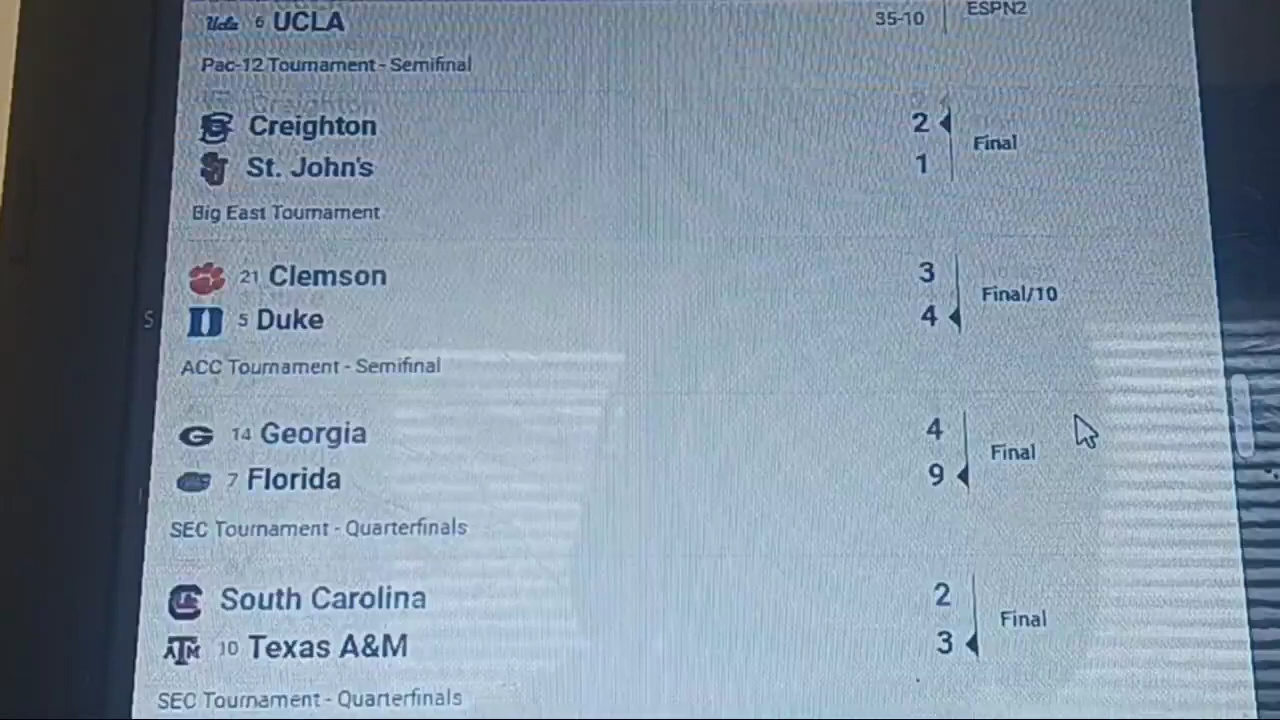 Ucla 6 UCLA 35-10 ESPN2
Pac-12 Tournament - Semifinal
Creighton 2
St. John's 1
Final
Big East Tournament
21 Clemson 3
5 Duke 4
Final/10
ACC Tournament - Semifinal
G 14 Georgia 4
7 Florida 9
Final
SEC Tournament - Quarterfinals
South Carolina 2
ATM 10 Texas A&M 3
Final
SEC Tournament - Quarterfinals
S